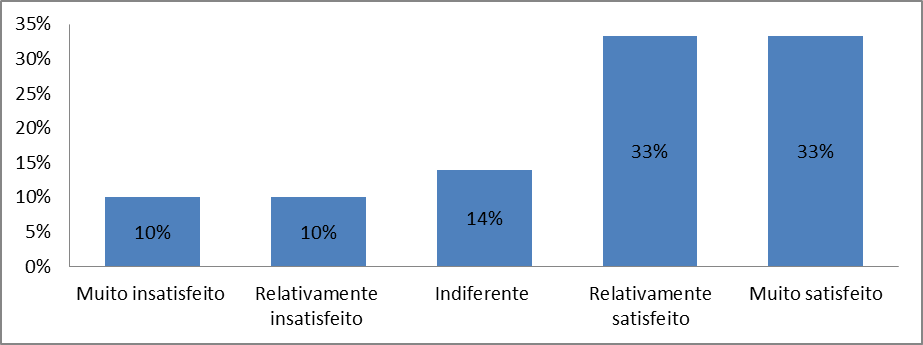 35%
30%
25%
20%
15%
10%
5%
0%
33%
33%
14%
10%
10%
Muito insatisfeito
Relativamente
insatisfeito
Indiferente
Relativamente
satisfeito
Muito satisfeito